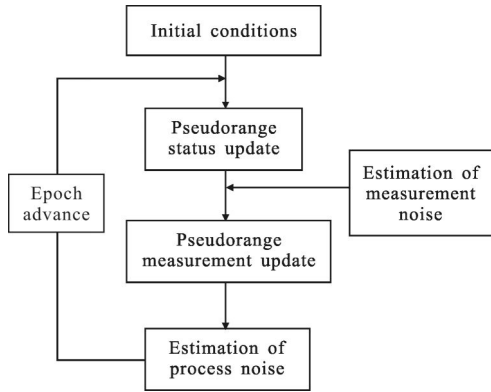 Initial conditions
Pseudorange
status update
Estimation of
measurement
noise
Epoch
advance
Pseudorange
measurement update
Estimation of
process noise